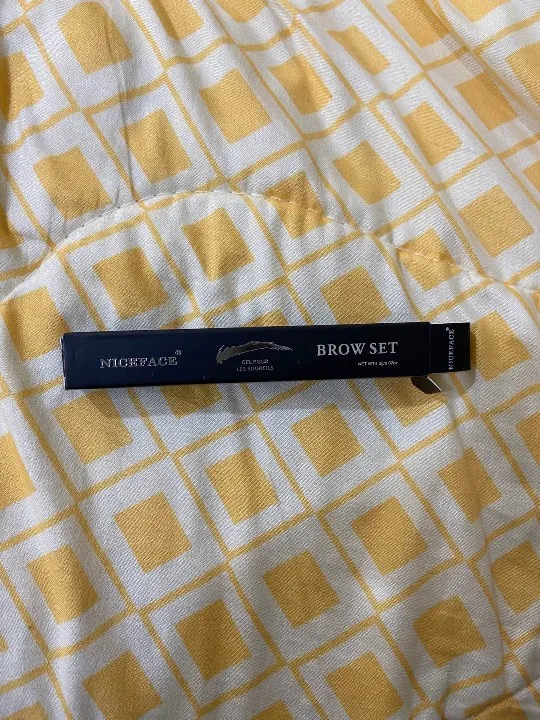 NICEFACE®
GEL POUR
LES SOURCILS
BROW SET
NICEFACE